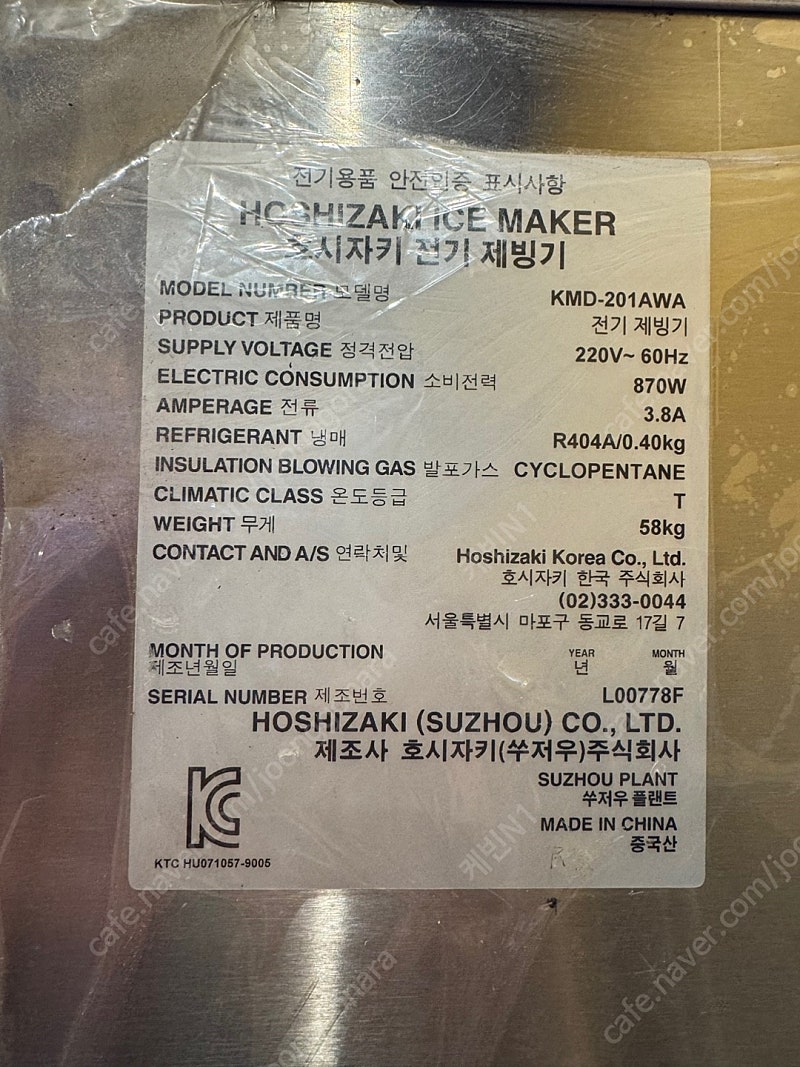 전기용품 안전인증 표시사항
HOSHIZAKI ICE MAKER
호시자키 전기 제빙기
MODEL NUMBER 모델명 KMD-201AWA
PRODUCT 제품명 전기 제빙기
SUPPLY VOLTAGE 정격전압 220V~ 60Hz
ELECTRIC CONSUMPTION 소비전력 870W
AMPERAGE 전류 3.8A
REFRIGERANT 냉매 R404A/0.40kg
INSULATION BLOWING GAS 발포가스 CYCLOPENTANE
CLIMATIC CLASS 온도등급 T
WEIGHT 무게 58kg
CONTACT AND A/S 연락처및 Hoshizaki Korea Co., Ltd.
호시자키 한국 주식회사
(02)333-0044
서울특별시 마포구 동교로 17길 7
MONTH OF PRODUCTION YEAR MONTH
제조년월일 년 월
SERIAL NUMBER 제조번호 L00778F
HOSHIZAKI (SUZHOU) CO., LTD.
제조사 호시자키(쑤저우)주식회사
SUZHOU PLANT
쑤저우 플랜트
MADE IN CHINA
중국산
KTC HU071057-9005
케빈N1
cafe.naver.com/joonggonara